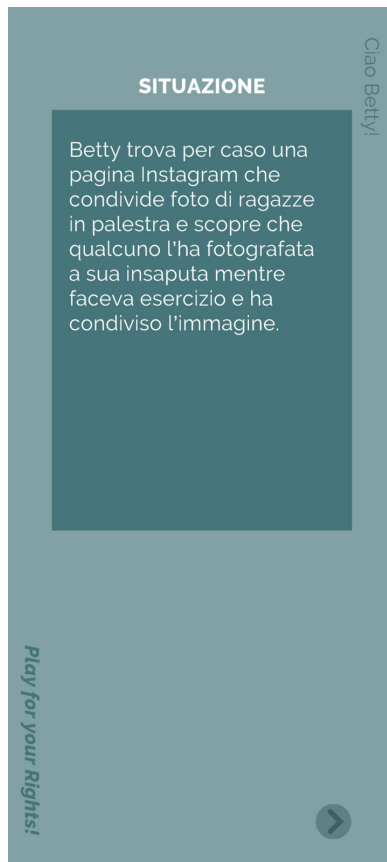 Ciao Betty!
SITUAZIONE
Betty trova per caso una
pagina Instagram che
condivide foto di ragazze
in palestra e scopre che
qualcuno l’ha fotografata
a sua insaputa mentre
faceva esercizio e ha
condiviso l’immagine.
Play for your Rights!